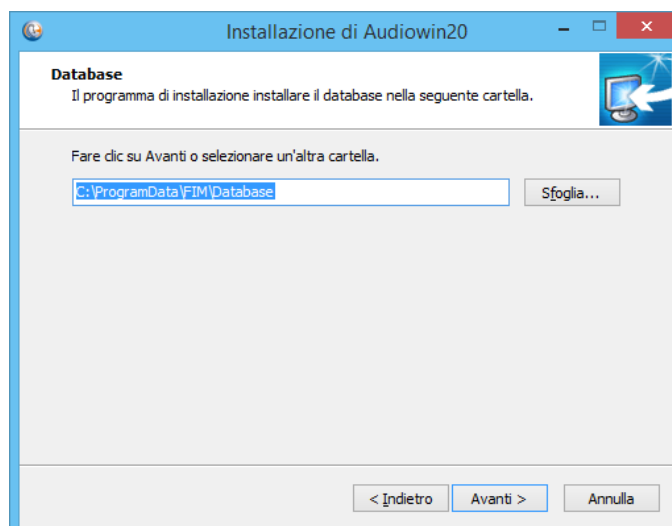 Installazione di Audiowin20
Database
Il programma di installazione installare il database nella seguente cartella.
Fare clic su Avanti o selezionare un'altra cartella.
C:\ProgramData\FIM\Database
Sfoglia...
< Indietro
Avanti >
Annulla